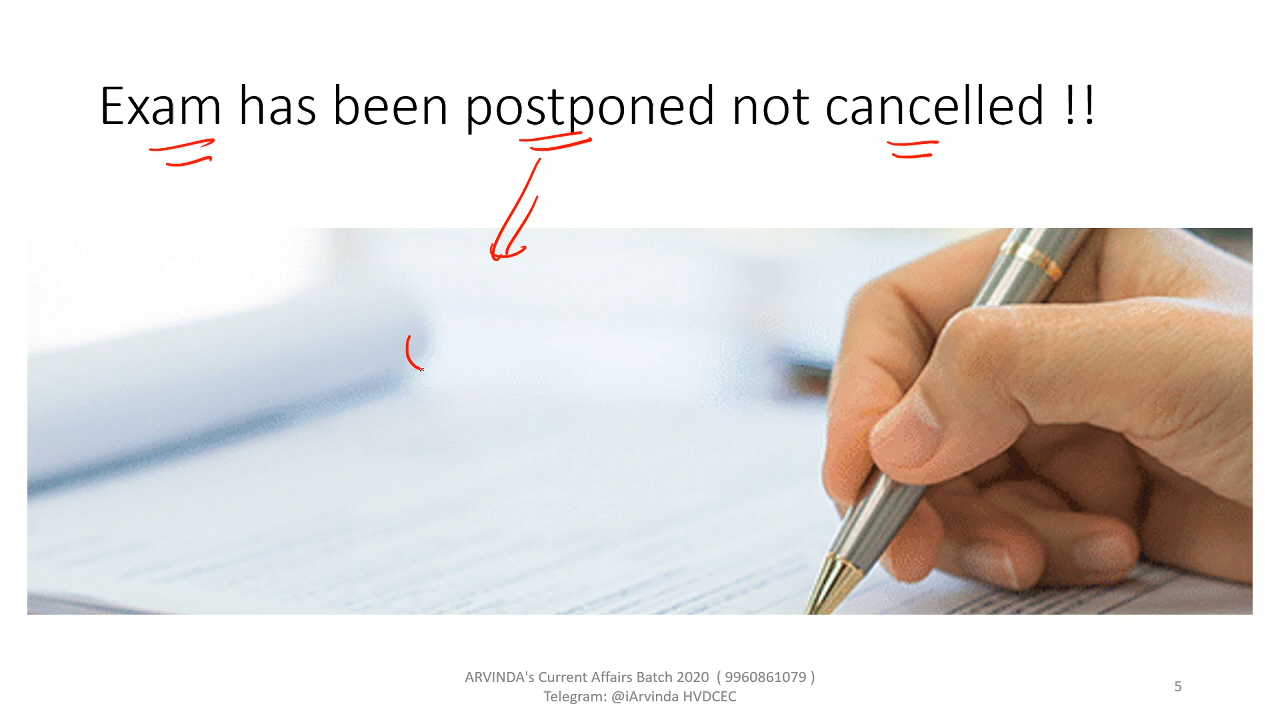 Exam has been postponed not cancelled !!
ARVINDA's Current Affairs Batch 2020 ( 9960861079 )
Telegram: @iArvinda HVDCEC
5